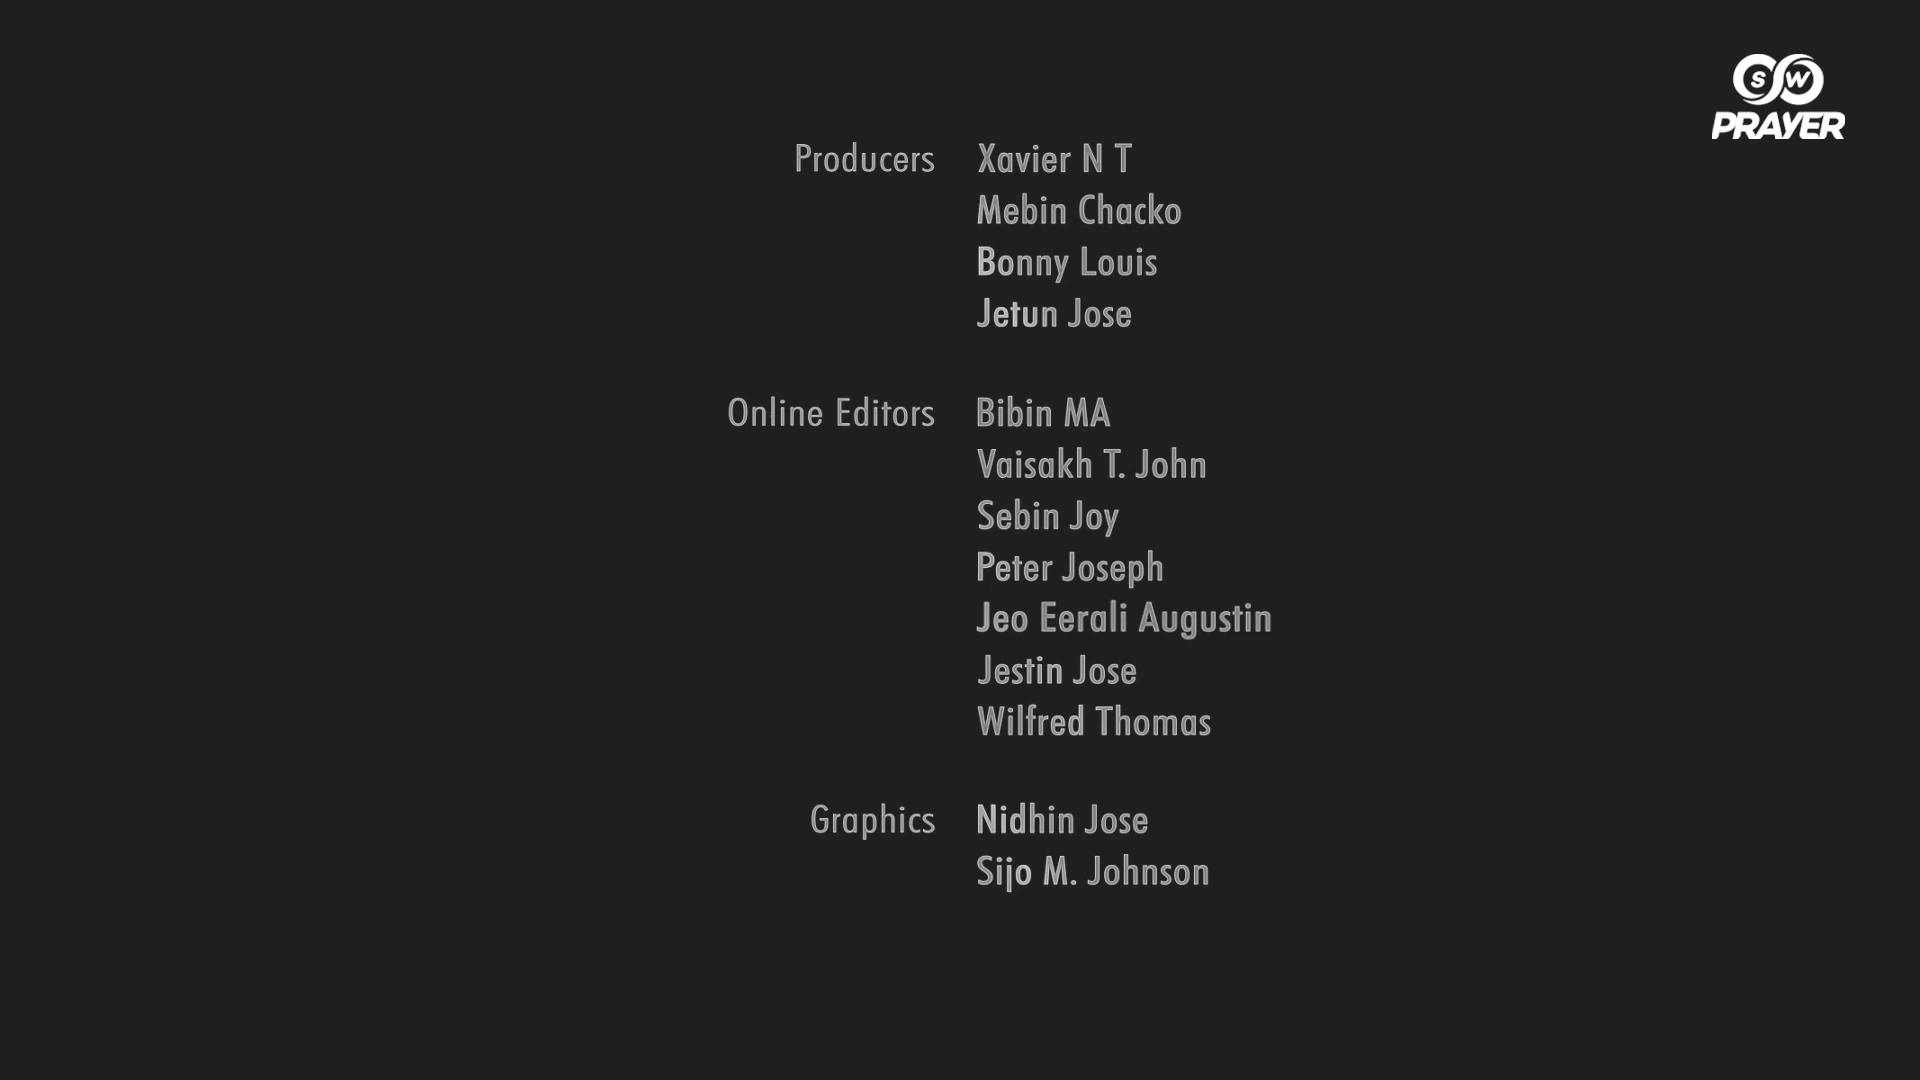 S W
PRAYER
Producers Xavier N T
Mebin Chacko
Bonny Louis
Jetun Jose
Online Editors Bibin MA
Vaisakh T. John
Sebin Joy
Peter Joseph
Jeo Eerali Augustin
Jestin Jose
Wilfred Thomas
Graphics Nidhin Jose
Sijo M. Johnson